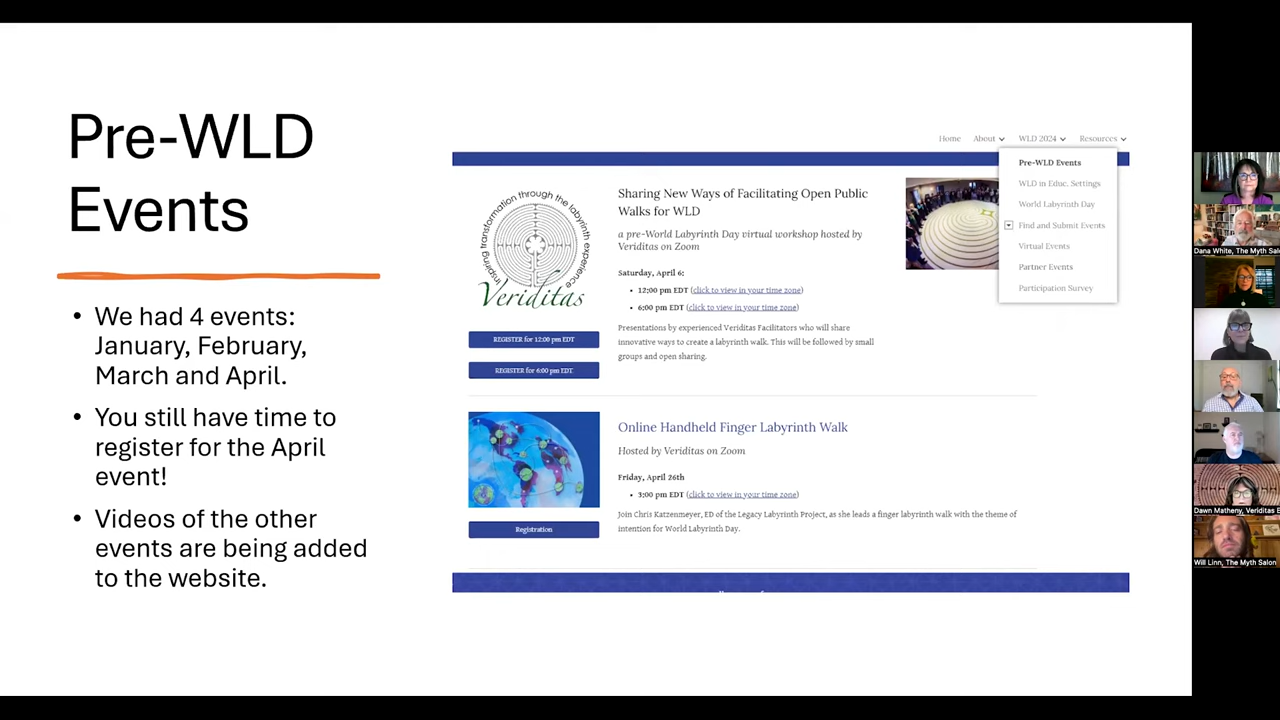 Pre-WLD
Events
• We had 4 events:
January, February,
March and April.
• You still have time to
register for the April
event!
• Videos of the other
events are being added
to the website.
Home About WLD 2024 Resources
Pre-WLD Events
WLD in Educ. Settings
World Labyrinth Day
Find and Submit Events
Virtual Events
Partner Events
Participation Survey
inspiring transformation through the labyrinth experience
Veriditas
REGISTER for 12:00 pm EDT
REGISTER for 6:00 pm EDT
Sharing New Ways of Facilitating Open Public
Walks for WLD
a pre-World Labyrinth Day virtual workshop hosted by
Veriditas on Zoom
Saturday, April 6:
• 12:00 pm EDT (click to view in your time zone)
• 6:00 pm EDT (click to view in your time zone)
Presentations by experienced Veriditas Facilitators who will share
innovative ways to create a labyrinth walk. This will be followed by small
groups and open sharing.
Registration
Online Handheld Finger Labyrinth Walk
Hosted by Veriditas on Zoom
Friday, April 26th
• 3:00 pm EDT (click to view in your time zone)
Join Chris Katzenmeyer, ED of the Legacy Labyrinth Project, as she leads a finger labyrinth walk with the theme of
intention for World Labyrinth Day.
Dana White, The Myth Salon
Dawn Matheny, Veriditas E
Will Linn, The Myth Salon